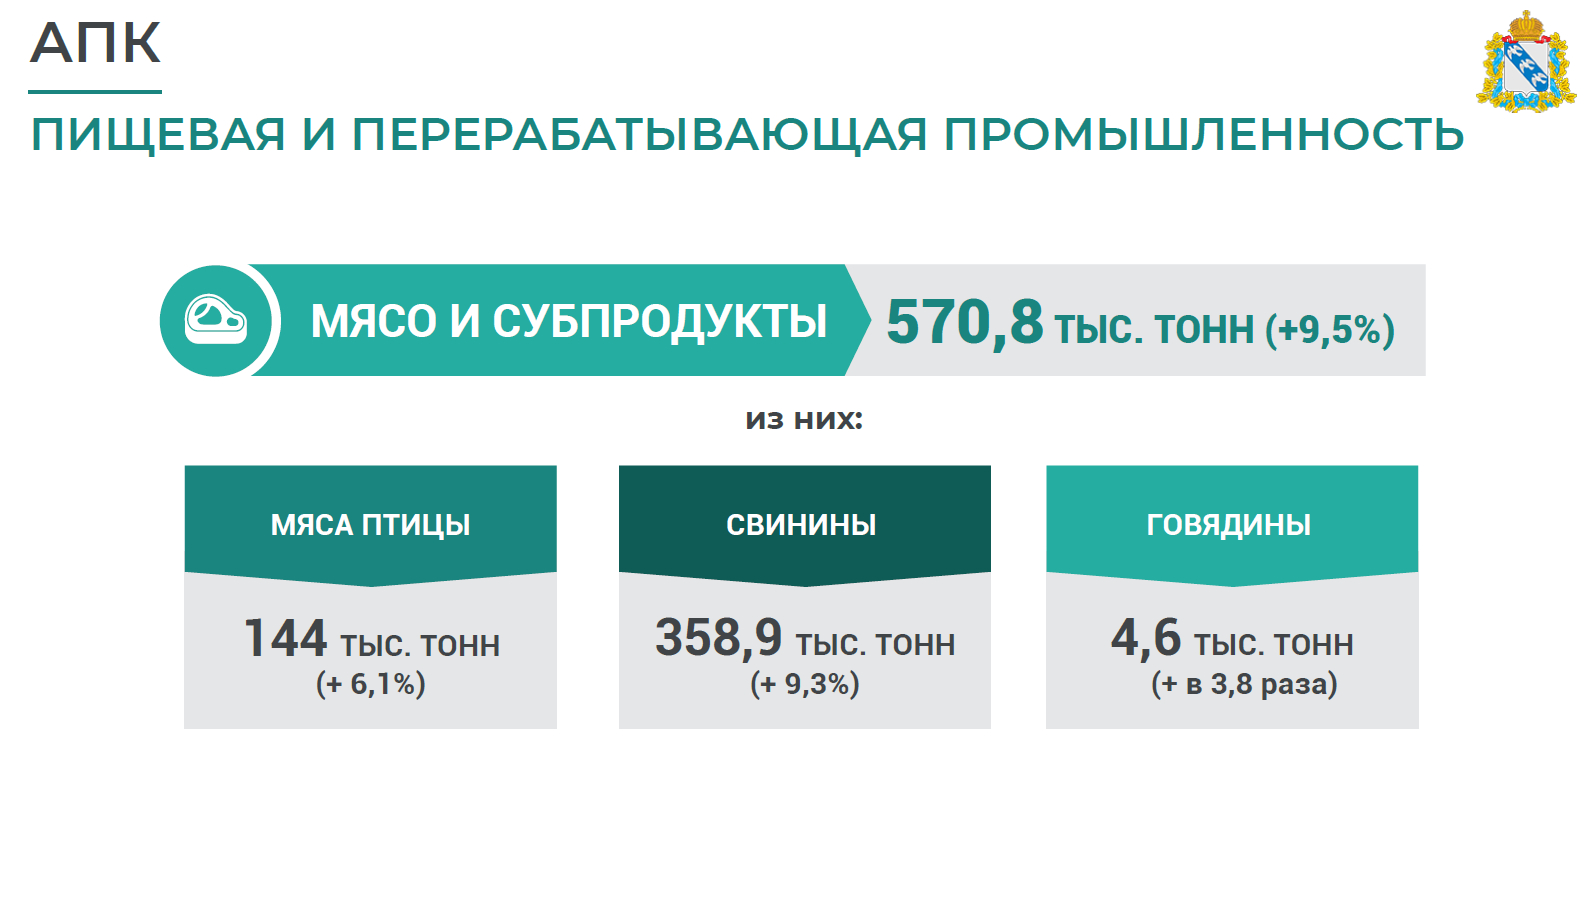 АПК
ПИЩЕВАЯ И ПЕРЕРАБАТЫВАЮЩАЯ ПРОМЫШЛЕННОСТЬ
МЯСО И СУБПРОДУКТЫ 570,8 ТЫС. ТОНН (+9,5%)
из них:
МЯСА ПТИЦЫ
144 ТЫС. ТОНН
(+ 6,1%)
СВИНИНЫ
358,9 ТЫС. ТОНН
(+ 9,3%)
ГОВЯДИНЫ
4,6 ТЫС. ТОНН
(+ в 3,8 раза)